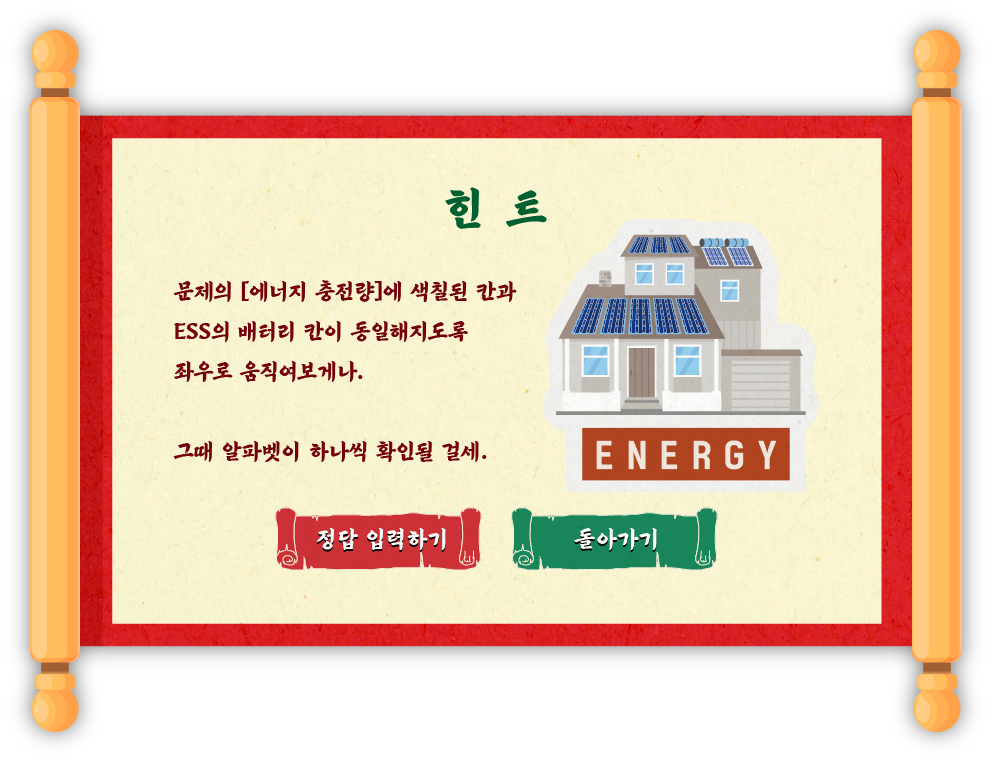 힌 트
문제의 [에너지 충전량]에 색칠된 칸과
ESS의 배터리 칸이 동일해지도록
좌우로 움직여보게나.
그때 알파벳이 하나씩 확인될 걸세.
ENERGY
정답 입력하기
돌아가기